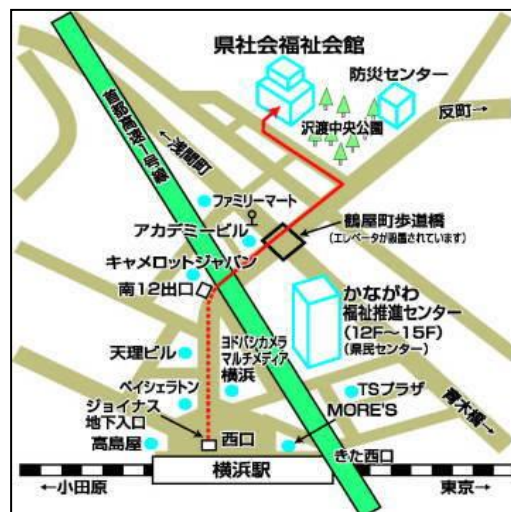 県社会福祉会館
防災センター
反町→
沢渡中央公園
←浅間町
首都高速一号線
ファミリーマート
アカデミービル
鶴屋町歩道橋
(エレベータが設置されています)
キャメロットジャパン
南12出口
かながわ
福祉推進センター
(12F〜15F)
(県民センター)
天理ビル
ヨドバシカメラ
マルチメディア
横浜
ベイシェラトン
TSプラザ
青木橋
ジョイナス
地下入口
西口
MORE'S
高島屋
きた西口
横浜駅
←小田原
東京→